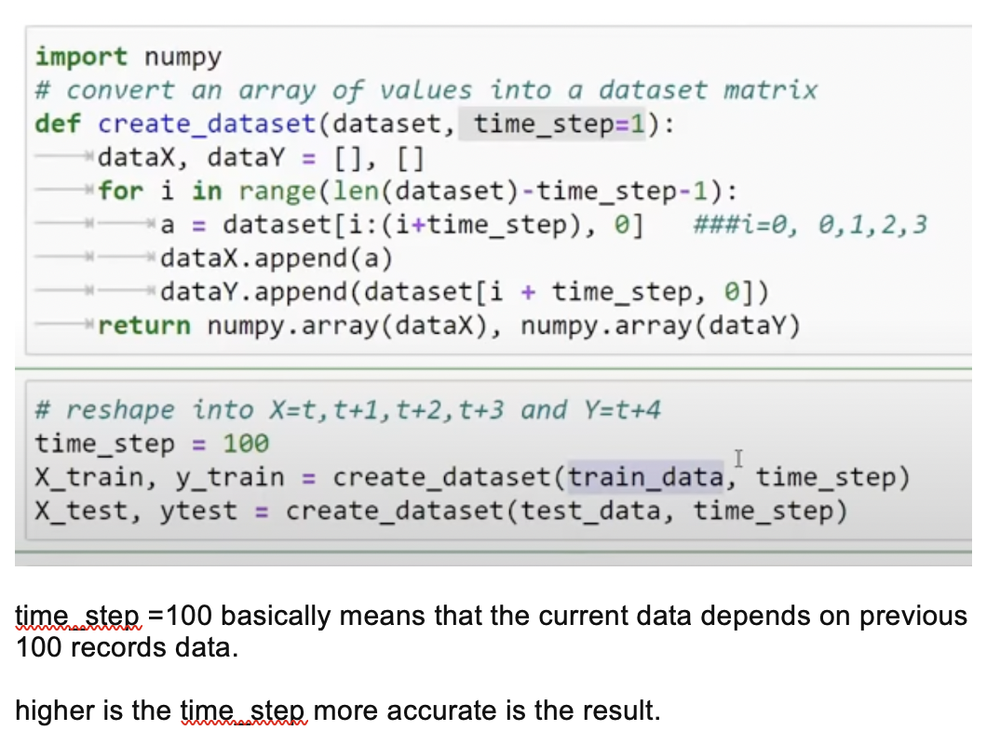 import numpy
# convert an array of values into a dataset matrix
def create_dataset(dataset, time_step=1):
dataX, dataY = [], []
for i in range(len(dataset)-time_step-1):
a = dataset[i:(i+time_step), 0]   ###i=0, 0,1,2,3
dataX.append(a)
dataY.append(dataset[i + time_step, 0])
return numpy.array(dataX), numpy.array(dataY)
# reshape into X=t,t+1,t+2,t+3 and Y=t+4
time_step = 100
X_train, y_train = create_dataset(train_data, time_step)
X_test, ytest = create_dataset(test_data, time_step)
time_step =100 basically means that the current data depends on previous
100 records data.
higher is the time_step more accurate is the result.